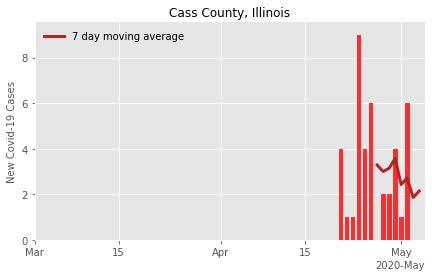 Cass County, Illinois
7 day moving average
New Covid-19 Cases
8
6
4
2
0
Mar 15 Apr 15 May
2020-May